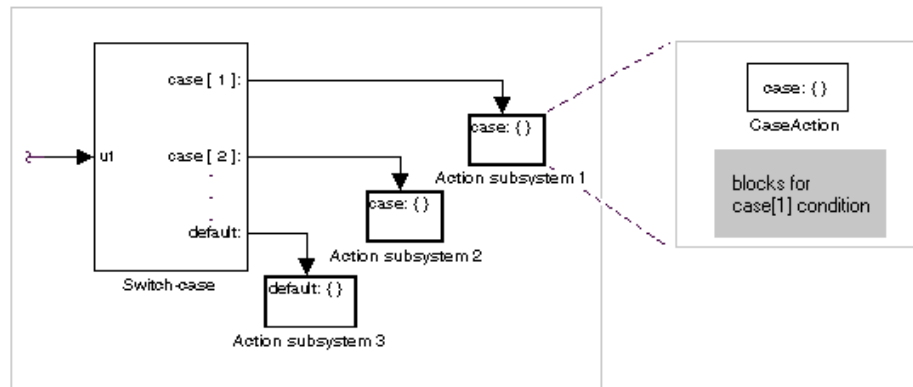 case [ 1 ]:
u1
case [ 2 ]:
default:
Switch-case
case: { }
Action subsystem 1
case: { }
Action subsystem 2
default: { }
Action subsystem 3
case: { }
CaseAction
blocks for
case[1] condition